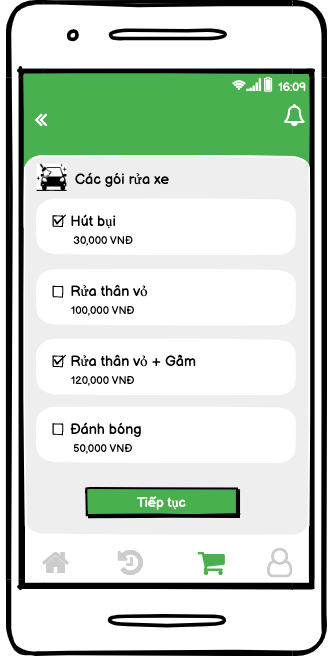 16:09
Các gói rửa xe
Hút bụi
30,000 VNĐ
Rửa thân vỏ
100,000 VNĐ
Rửa thân vỏ + Gầm
120,000 VNĐ
Đánh bóng
50,000 VNĐ
Tiếp tục